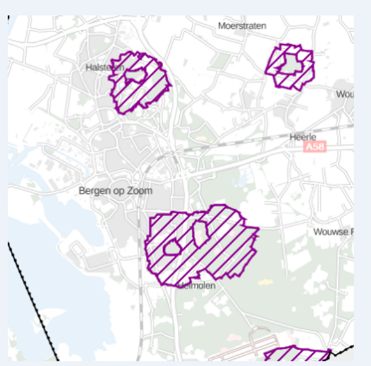 Moerstraten
Halsteren
Wou
Heerle
A58
Bergen op Zoom
Wouwse P
Heimolen